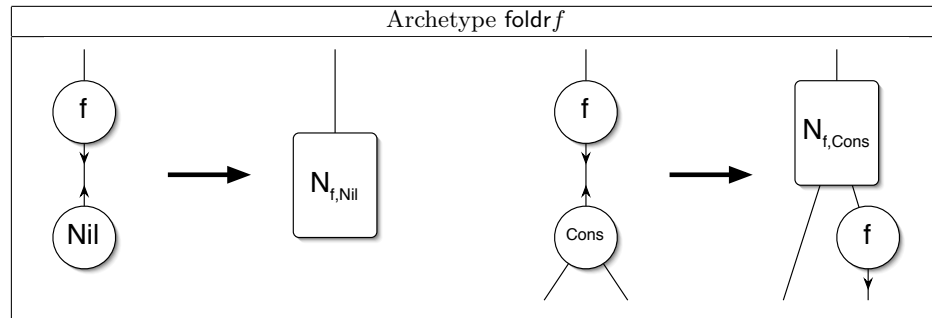 Archetype foldr f
f
f
N_f,Cons
N_f,Nil
Nil
Cons
f